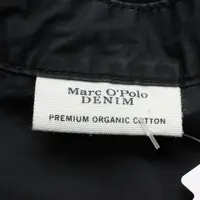 Marc O'Polo
DENIM
PREMIUM ORGANIC COTTON